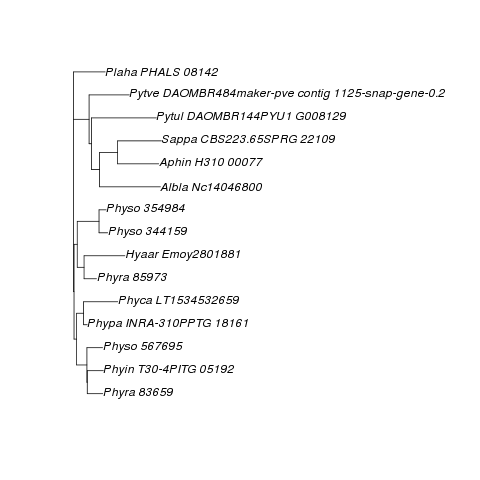 Plaha PHALS 08142
Pytve DAOMBR484maker-pve contig 1125-snap-gene-0.2
Pytul DAOMBR144PYU1 G008129
Sappa CBS223.65SPRG 22109
Aphin H310 00077
Albla Nc14046800
Physo 354984
Physo 344159
Hyaar Emoy2801881
Phyra 85973
Phyca LT1534532659
Phypa INRA-310PPTG 18161
Physo 567695
Phyin T30-4PITG 05192
Phyra 83659